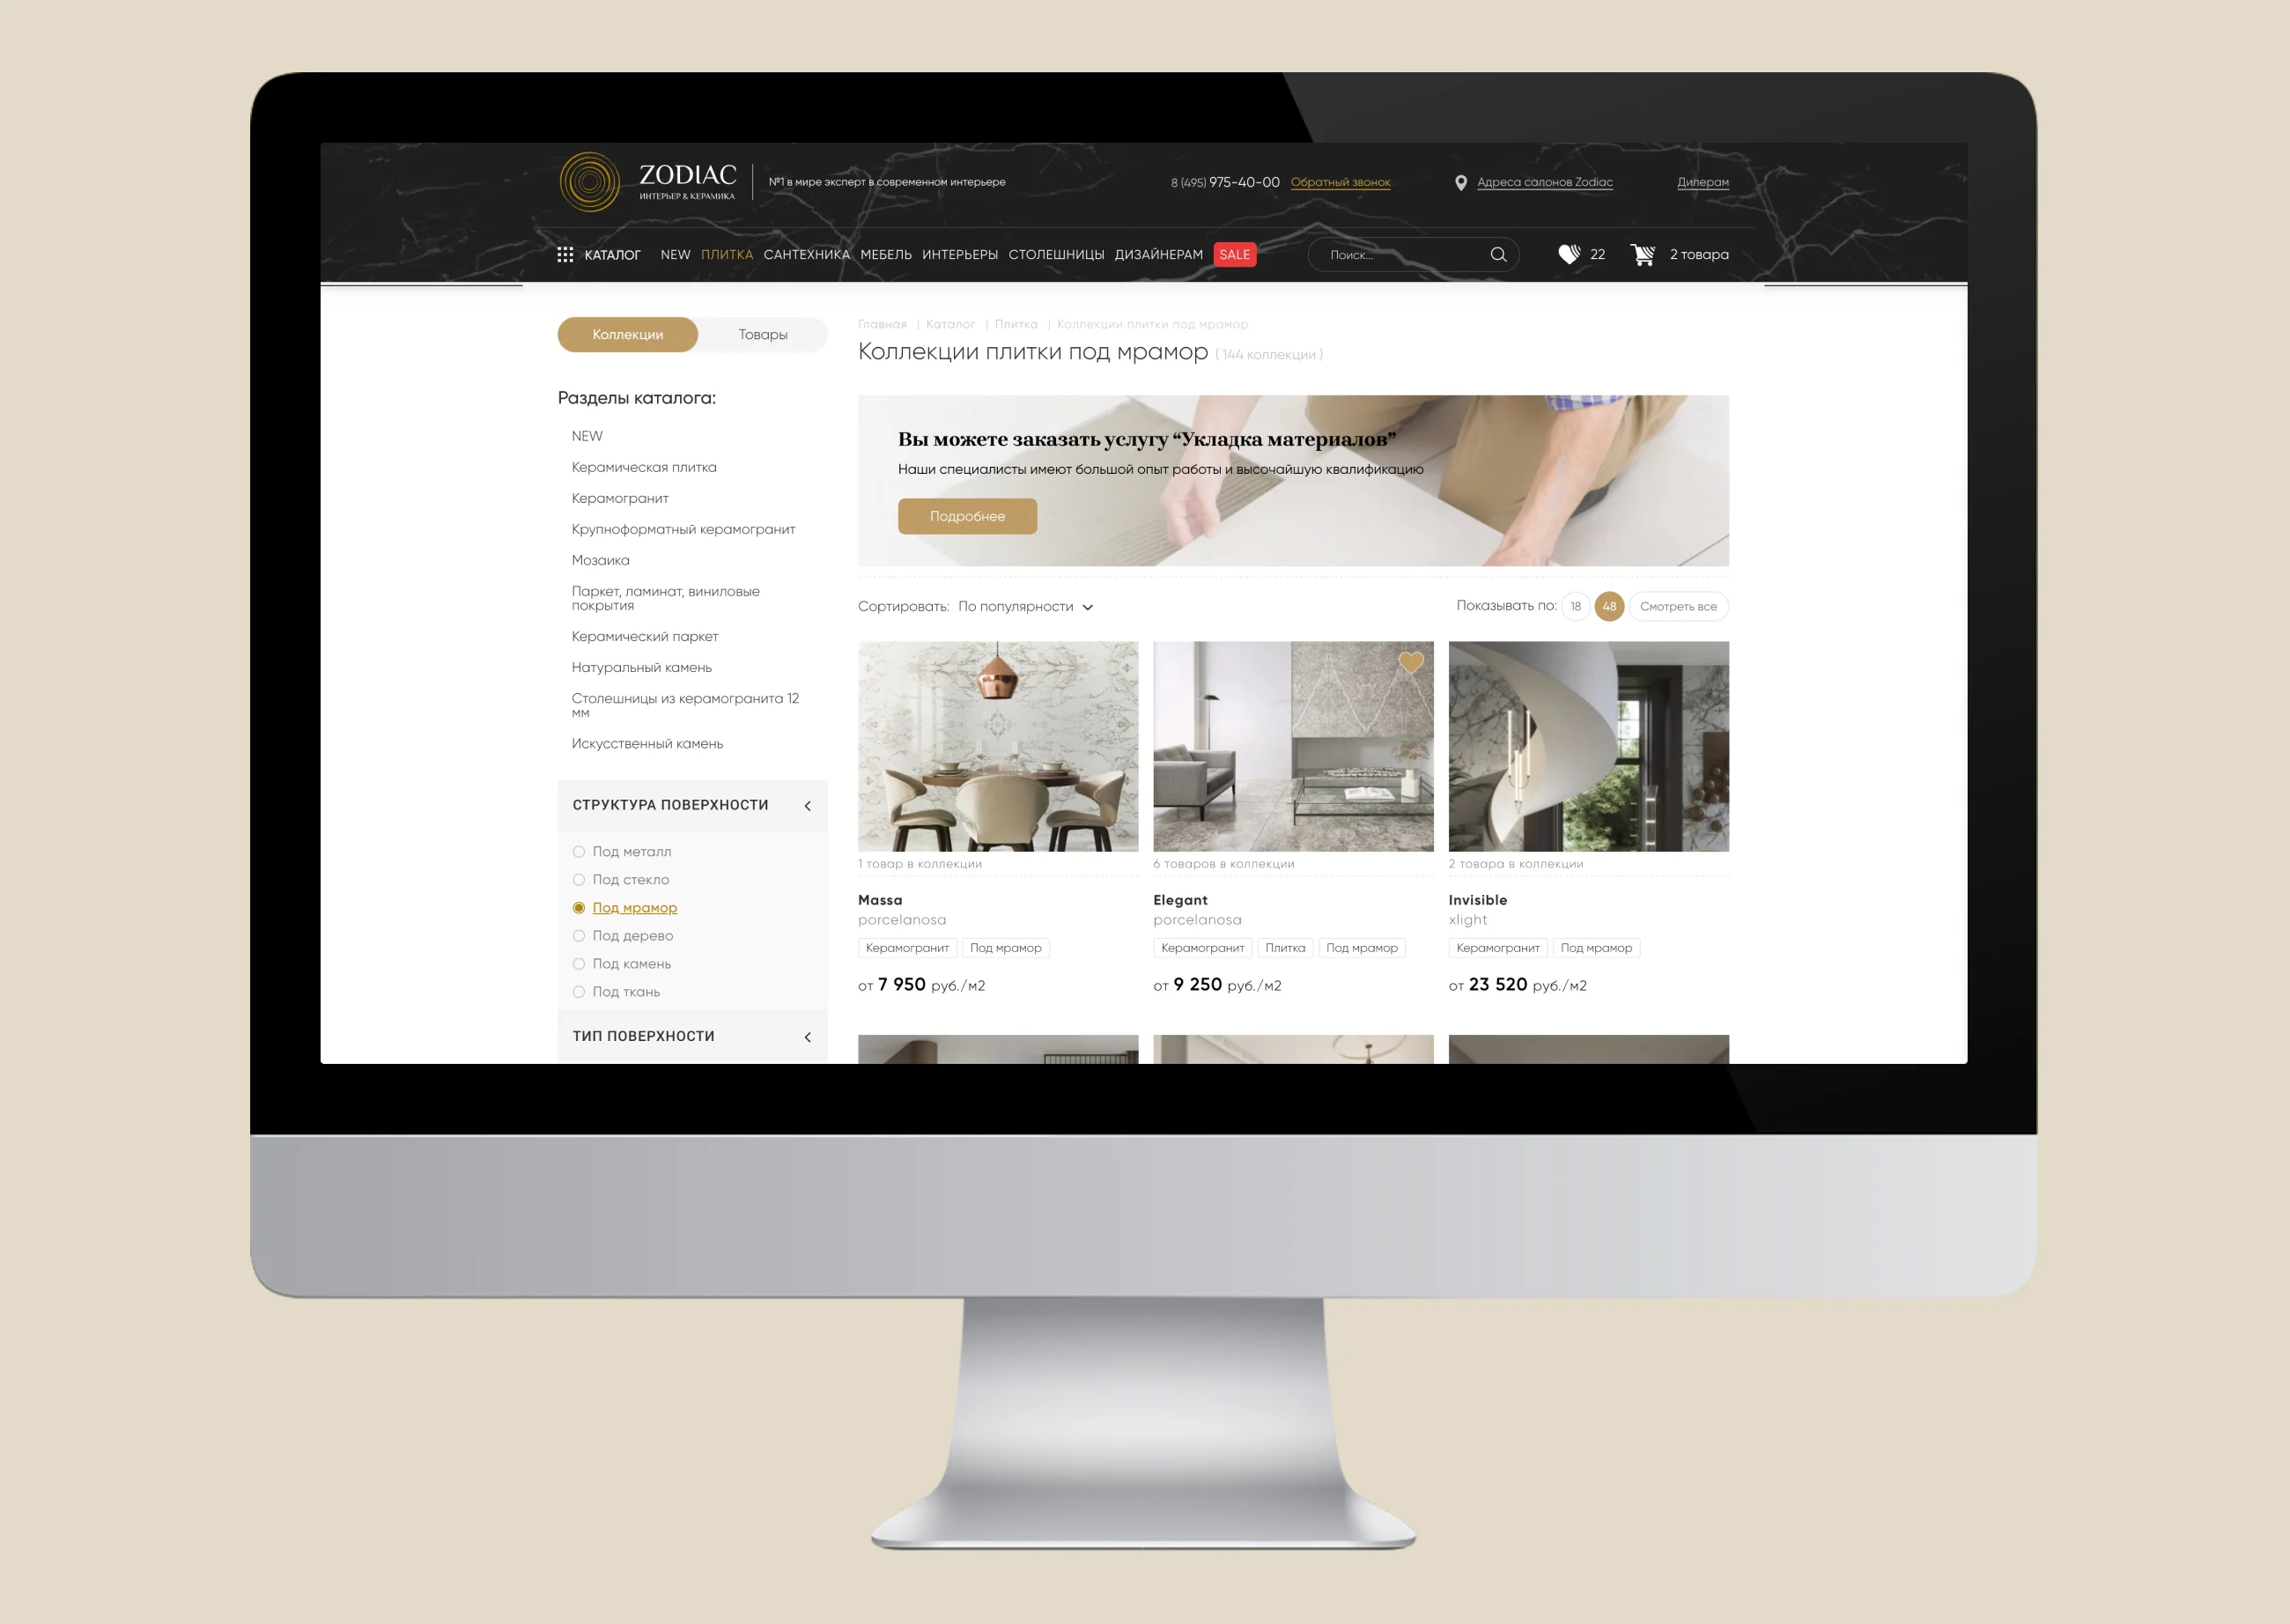 ZODIAC
ИНТЕРЬЕР & КЕРАМИКА
№1 в мире эксперт в современном интерьере
8 (495) 975-40-00 Обратный звонок
Адреса салонов Zodiac
Дилерам
КАТАЛОГ NEW ПЛИТКА САНТЕХНИКА МЕБЕЛЬ ИНТЕРЬЕРЫ СТОЛЕШНИЦЫ ДИЗАЙНЕРАМ SALE
Поиск...
22
2 товара
Коллекции Товары
Разделы каталога:
NEW
Керамическая плитка
Керамогранит
Крупноформатный керамогранит
Мозаика
Паркет, ламинат, виниловые
покрытия
Керамический паркет
Натуральный камень
Столешницы из керамогранита 12
мм
Искусственный камень
СТРУКТУРА ПОВЕРХНОСТИ
Под металл
Под стекло
Под мрамор
Под дерево
Под камень
Под ткань
ТИП ПОВЕРХНОСТИ
Главная | Каталог | Плитка | Коллекции плитки под мрамор
Коллекции плитки под мрамор ( 144 коллекции )
Вы можете заказать услугу “Укладка материалов”
Наши специалисты имеют большой опыт работы и высочайшую квалификацию
Подробнее
Сортировать: По популярности
Показывать по: 18 48 Смотреть все
1 товар в коллекции
Massa
porcelanosa
Керамогранит Под мрамор
от 7 950 руб./м2
6 товаров в коллекции
Elegant
porcelanosa
Керамогранит Плитка Под мрамор
от 9 250 руб./м2
2 товара в коллекции
Invisible
xlight
Керамогранит Под мрамор
от 23 520 руб./м2